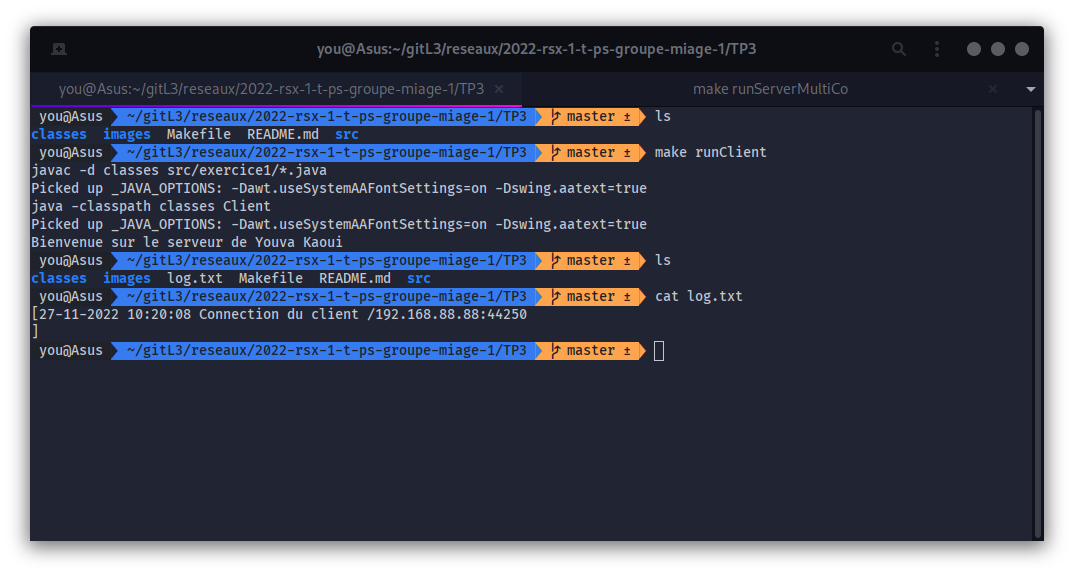 you@Asus:~/gitL3/reseaux/2022-rsx-1-t-ps-groupe-miage-1/TP3
you@Asus:~/gitL3/reseaux/2022-rsx-1-t-ps-groupe-miage-1/TP3 make runServerMultiCo
you@Asus ~/gitL3/reseaux/2022-rsx-1-t-ps-groupe-miage-1/TP3 master ± ls
classes images Makefile README.md src
you@Asus ~/gitL3/reseaux/2022-rsx-1-t-ps-groupe-miage-1/TP3 master ± make runClient
javac -d classes src/exercice1/*.java
Picked up _JAVA_OPTIONS: -Dawt.useSystemAAFontSettings=on -Dswing.aatext=true
java -classpath classes Client
Picked up _JAVA_OPTIONS: -Dawt.useSystemAAFontSettings=on -Dswing.aatext=true
Bienvenue sur le serveur de Youva Kaoui
you@Asus ~/gitL3/reseaux/2022-rsx-1-t-ps-groupe-miage-1/TP3 master ± ls
classes images log.txt Makefile README.md src
you@Asus ~/gitL3/reseaux/2022-rsx-1-t-ps-groupe-miage-1/TP3 master ± cat log.txt
[27-11-2022 10:20:08 Connection du client /192.168.88.88:44250
]
you@Asus ~/gitL3/reseaux/2022-rsx-1-t-ps-groupe-miage-1/TP3 master ±